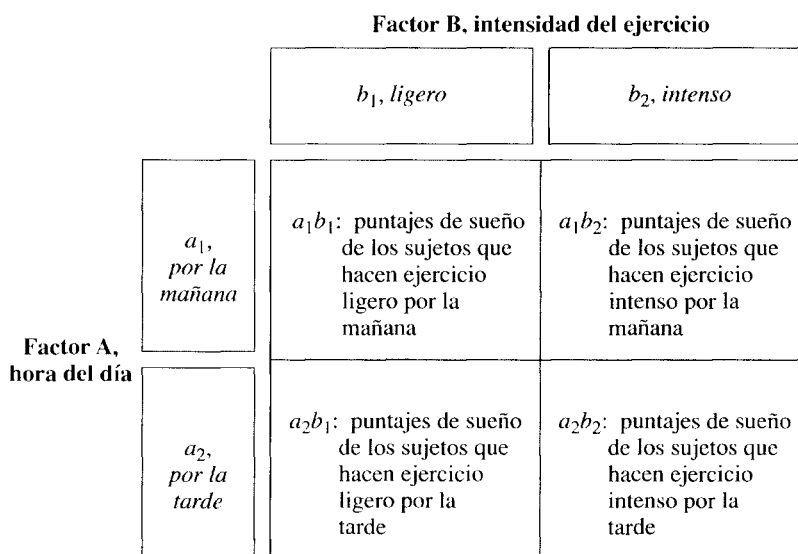 Factor B, intensidad del ejercicio
b₁, ligero
b₂, intenso
Factor A,
hora del día
a₁,
por la
mañana
a₁b₁: puntajes de sueño
de los sujetos que
hacen ejercicio
ligero por la
mañana
a₁b₂: puntajes de sueño
de los sujetos que
hacen ejercicio
intenso por la
mañana
a₂,
por la
tarde
a₂b₁: puntajes de sueño
de los sujetos que
hacen ejercicio
ligero por la
tarde
a₂b₂: puntajes de sueño
de los sujetos que
hacen ejercicio
intenso por la
tarde